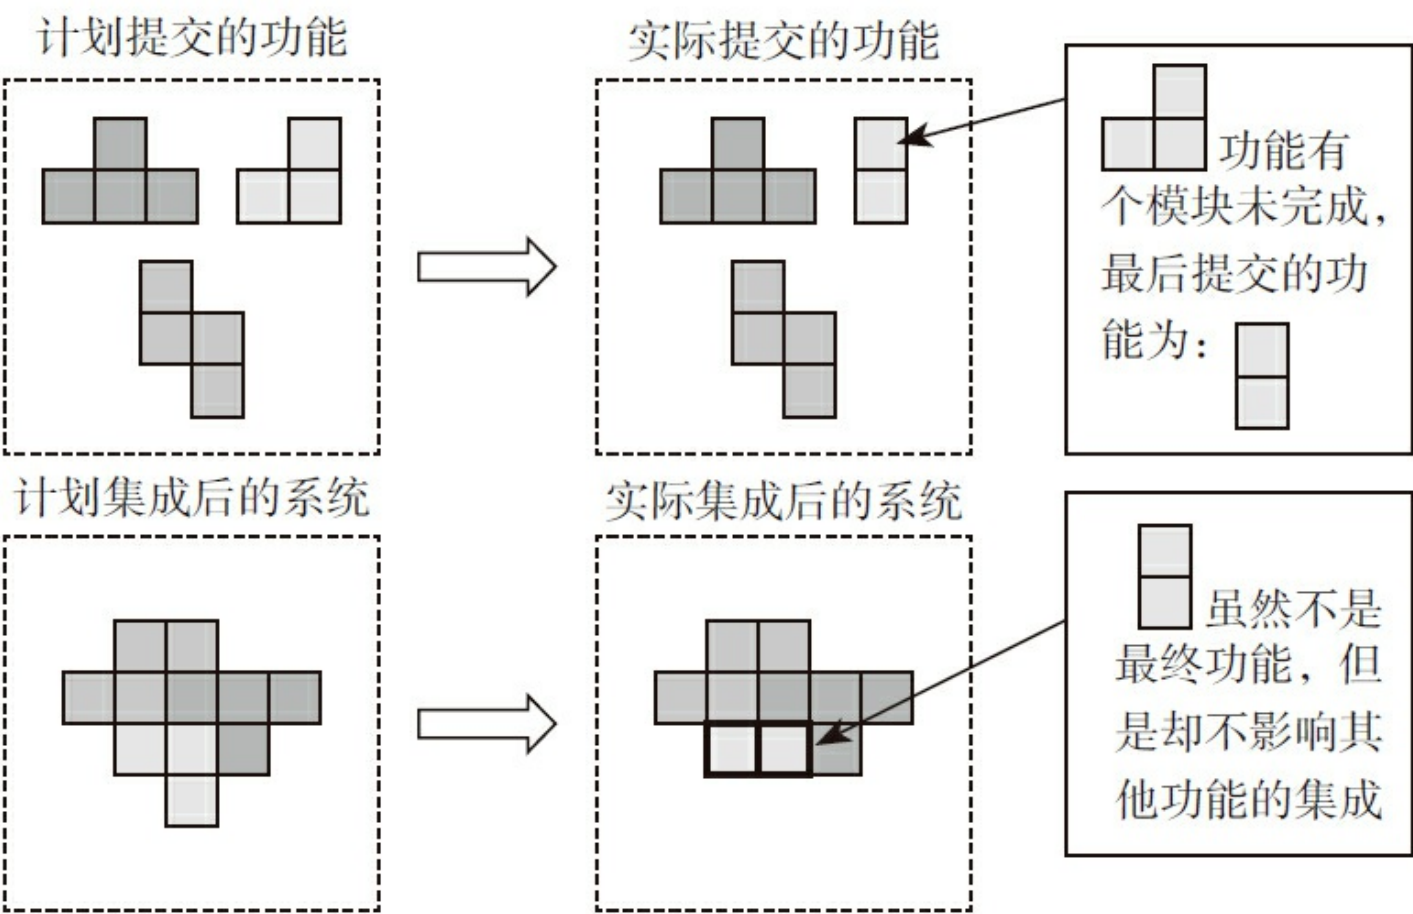 计划提交的功能
实际提交的功能
功能有
个模块未完成，
最后提交的功
能为：
计划集成后的系统
实际集成后的系统
虽然不是
最终功能，但
是却不影响其
他功能的集成